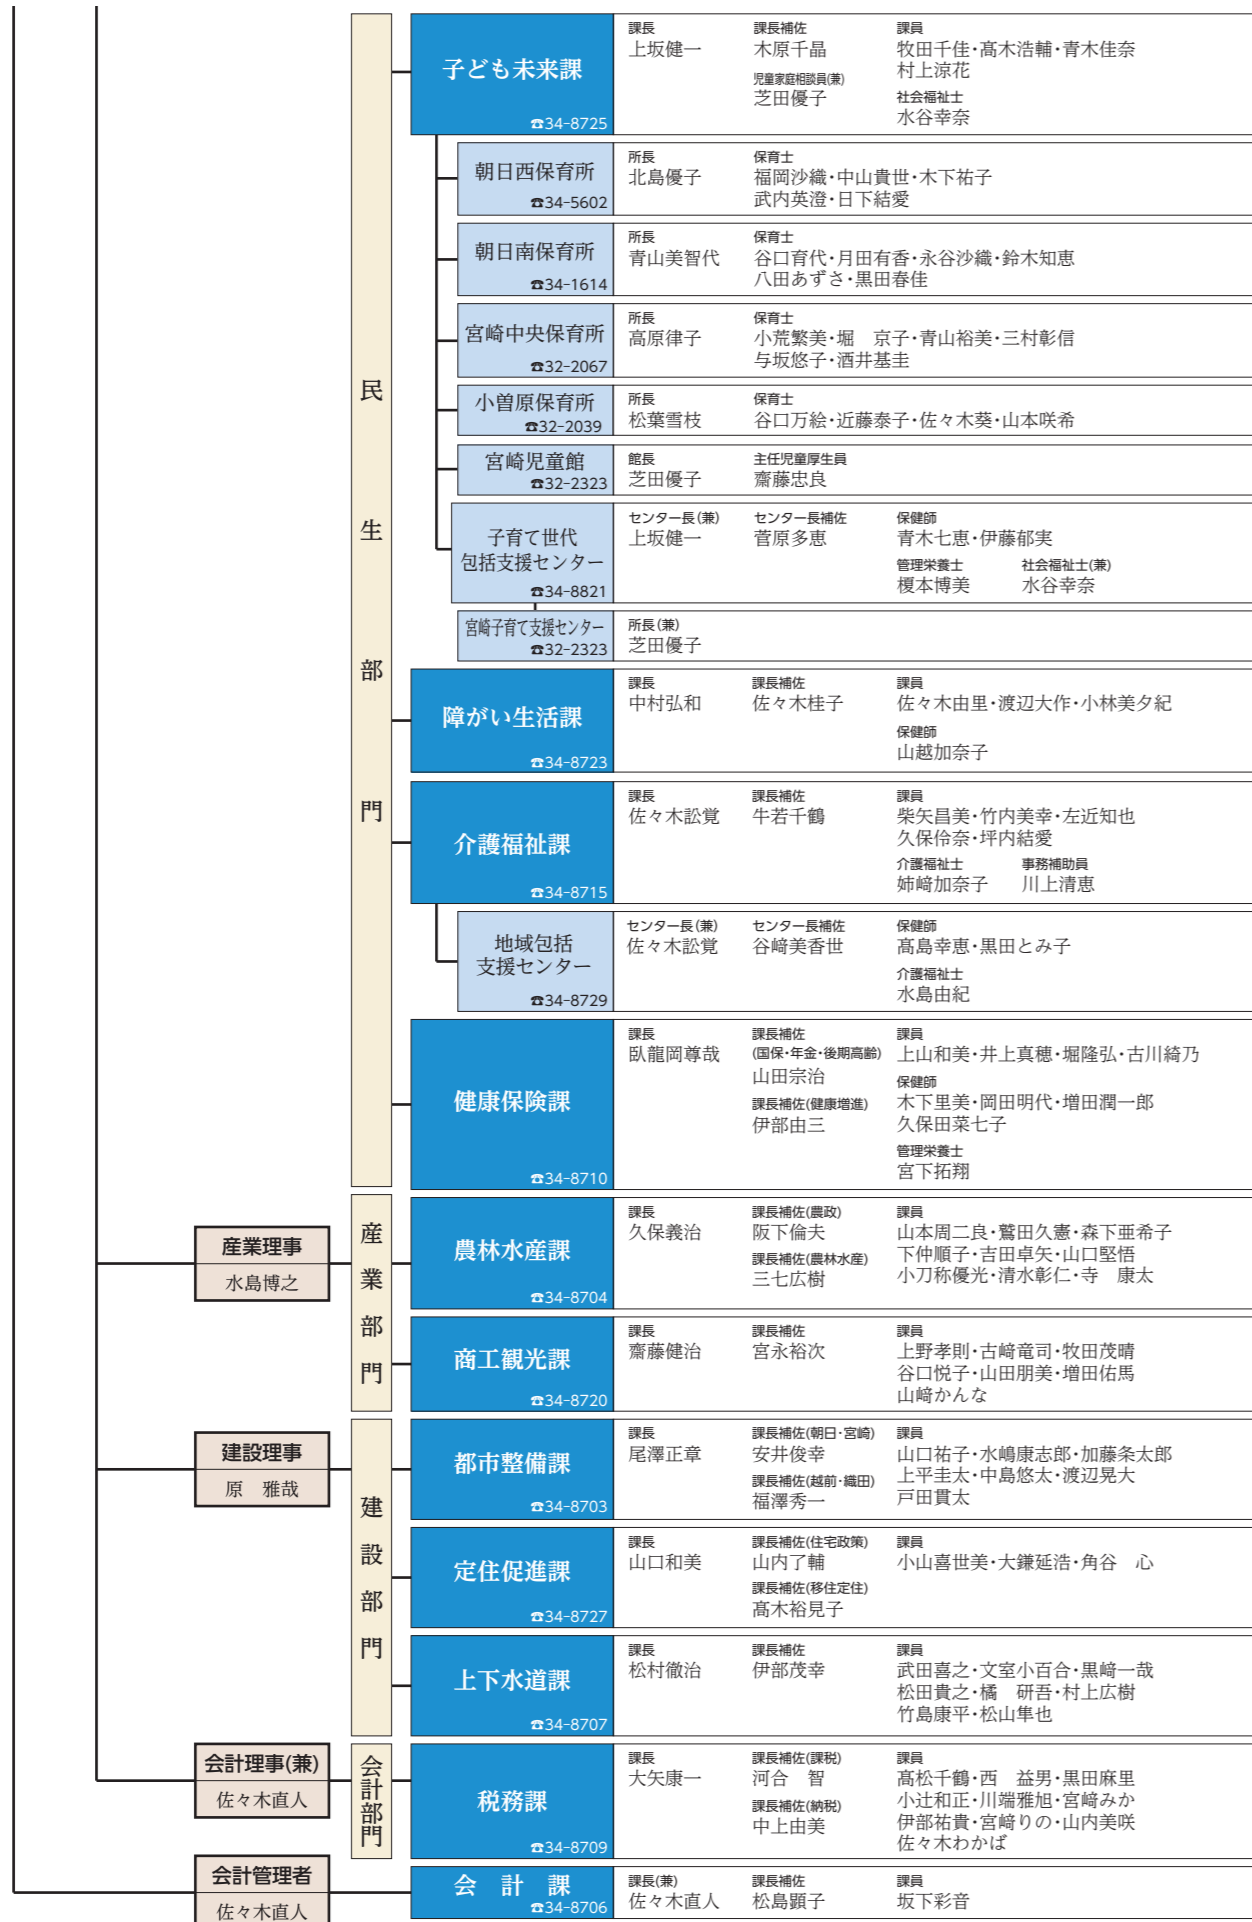 民生部門
子ども未来課
☎34-8725
課長
上坂健一
課長補佐
木原千晶
児童家庭相談員(兼)
芝田優子
課員
牧田千佳・髙木浩輔・青木佳奈
村上涼花
社会福祉士
水谷幸奈
朝日西保育所
☎34-5602
所長
北島優子
保育士
福岡沙織・中山貴世・木下祐子
武内英澄・日下結愛
朝日南保育所
☎34-1614
所長
青山美智代
保育士
谷口育代・月田有香・永谷沙織・鈴木知恵
八田あずさ・黒田春佳
宮崎中央保育所
☎32-2067
所長
高原律子
保育士
小荒繁美・堀　京子・青山裕美・三村彰信
与坂悠子・酒井基圭
小曽原保育所
☎32-2039
所長
松葉雪枝
保育士
谷口万絵・近藤泰子・佐々木葵・山本咲希
宮崎児童館
☎32-2323
館長
芝田優子
主任児童厚生員
齋藤忠良
子育て世代
包括支援センター
☎34-8821
センター長(兼)
上坂健一
センター長補佐
菅原多恵
保健師
青木七恵・伊藤郁実
管理栄養士
榎本博美
社会福祉士(兼)
水谷幸奈
宮崎子育て支援センター
☎32-2323
所長(兼)
芝田優子
障がい生活課
☎34-8723
課長
中村弘和
課長補佐
佐々木桂子
課員
佐々木由里・渡辺大作・小林美夕紀
保健師
山越加奈子
介護福祉課
☎34-8715
課長
佐々木訟覚
課長補佐
牛若千鶴
課員
柴矢昌美・竹内美幸・左近知也
久保伶奈・坪内結愛
介護福祉士
姉﨑加奈子
事務補助員
川上清恵
地域包括
支援センター
☎34-8729
センター長(兼)
佐々木訟覚
センター長補佐
谷﨑美香世
保健師
髙島幸恵・黒田とみ子
介護福祉士
水島由紀
健康保険課
☎34-8710
課長
臥龍岡尊哉
課長補佐
(国保・年金・後期高齢)
山田宗治
課長補佐(健康増進)
伊部由三
課員
上山和美・井上真穂・堀隆弘・古川綺乃
保健師
木下里美・岡田明代・増田潤一郎
久保田菜七子
管理栄養士
宮下拓翔
産業理事
水島博之
産業部門
農林水産課
☎34-8704
課長
久保義治
課長補佐(農政)
阪下倫夫
課長補佐(農林水産)
三七広樹
課員
山本周二良・鷲田久憲・森下亜希子
下仲順子・吉田卓矢・山口堅悟
小刀称優光・清水彰仁・寺　康太
商工観光課
☎34-8720
課長
齋藤健治
課長補佐
宮永裕次
課員
上野孝則・古﨑竜司・牧田茂晴
谷口悦子・山田朋美・増田佑馬
山﨑かんな
建設理事
原　雅哉
建設部門
都市整備課
☎34-8703
課長
尾澤正章
課長補佐(朝日・宮崎)
安井俊幸
課長補佐(越前・織田)
福澤秀一
課員
山口祐子・水嶋康志郎・加藤条太郎
上平圭太・中島悠太・渡辺晃大
戸田貫太
定住促進課
☎34-8727
課長
山口和美
課長補佐(住宅政策)
山内了輔
課長補佐(移住定住)
髙木裕見子
課員
小山喜世美・大鎌延浩・角谷　心
上下水道課
☎34-8707
課長
松村徹治
課長補佐
伊部茂幸
課員
武田喜之・文室小百合・黒﨑一哉
松田貴之・橘　研吾・村上広樹
竹島康平・松山隼也
会計理事(兼)
佐々木直人
会計部門
税務課
☎34-8709
課長
大矢康一
課長補佐(課税)
河合　智
課長補佐(納税)
中上由美
課員
髙松千鶴・西　益男・黒田麻里
小辻和正・川端雅旭・宮﨑みか
伊部祐貴・宮﨑りの・山内美咲
佐々木わかば
会計管理者
佐々木直人
会　計　課
☎34-8706
課長(兼)
佐々木直人
課長補佐
松島顕子
課員
坂下彩音